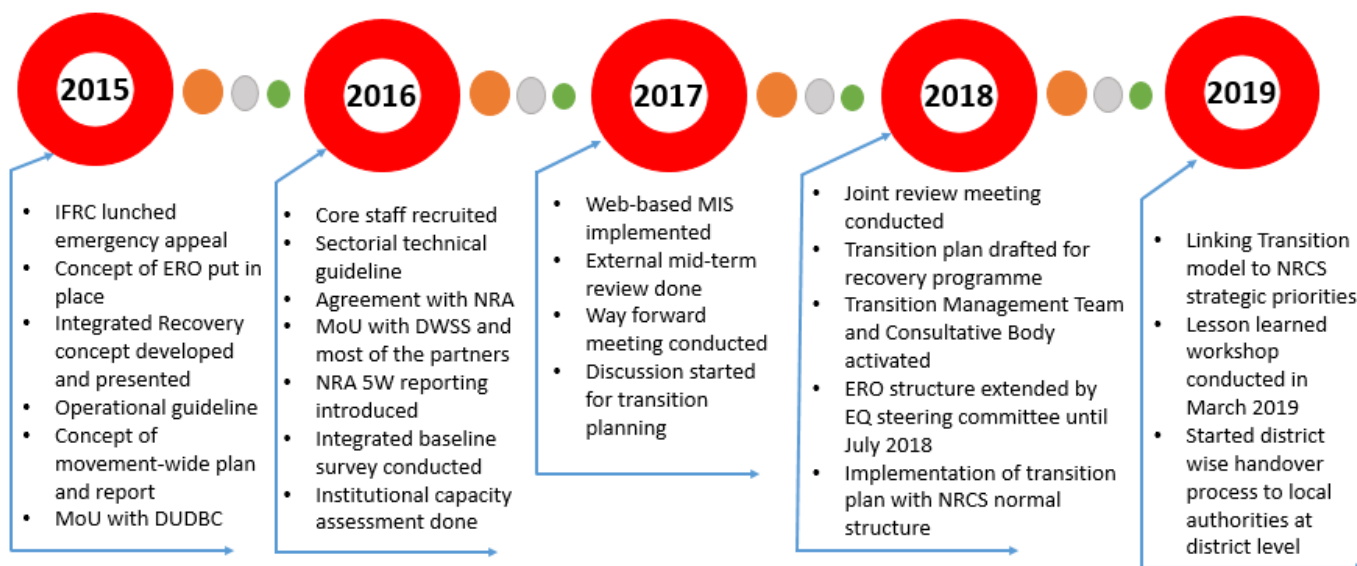 2015
• IFRC lunched
emergency appeal
• Concept of ERO put in
place
• Integrated Recovery
concept developed
and presented
• Operational guideline
• Concept of
movement-wide plan
and report
• MoU with DUDBC
2016
• Core staff recruited
• Sectorial technical
guideline
• Agreement with NRA
• MoU with DWSS and
most of the partners
• NRA 5W reporting
introduced
• Integrated baseline
survey conducted
• Institutional capacity
assessment done
2017
• Web-based MIS
implemented
• External mid-term
review done
• Way forward
meeting conducted
• Discussion started
for transition
planning
2018
• Joint review meeting
conducted
• Transition plan drafted for
recovery programme
• Transition Management Team
and Consultative Body
activated
• ERO structure extended by
EQ steering committee until
July 2018
• Implementation of transition
plan with NRCS normal
structure
2019
• Linking Transition
model to NRCS
strategic priorities
• Lesson learned
workshop
conducted in
March 2019
• Started district
wise handover
process to local
authorities at
district level